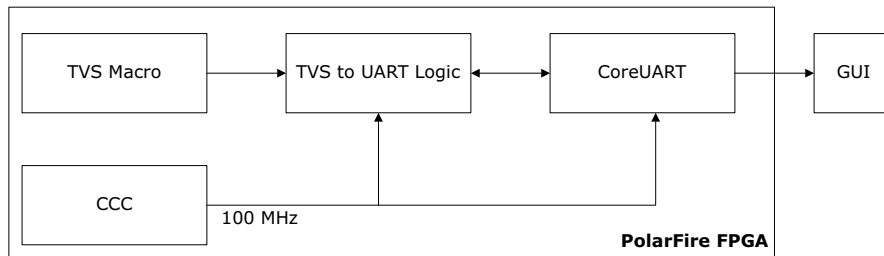 TVS Macro
TVS to UART Logic
CoreUART
GUI
CCC
100 MHz
PolarFire FPGA